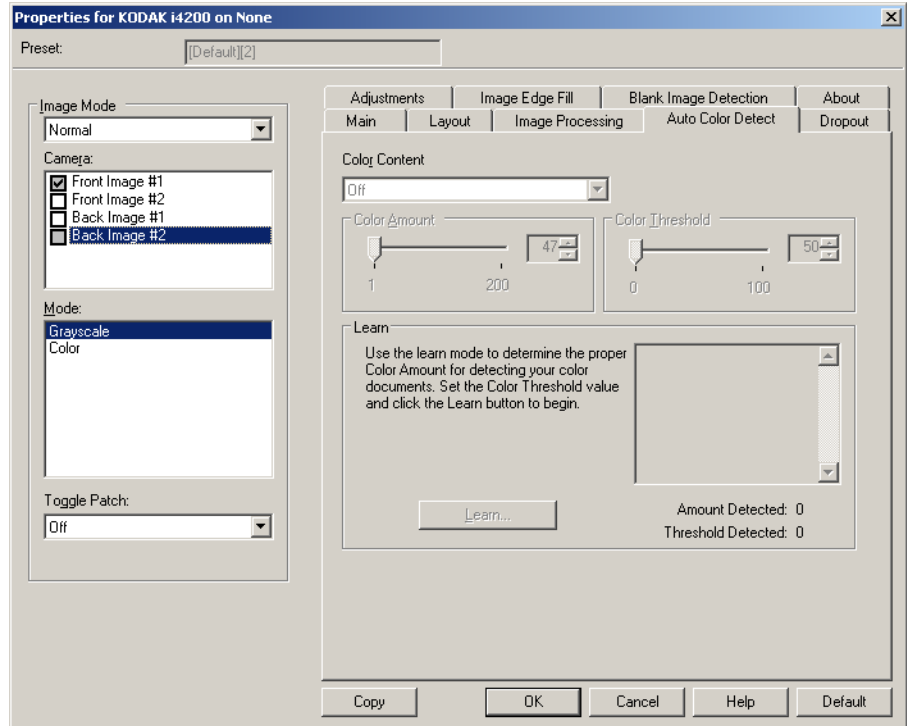 Properties for KODAK i4200 on None
Preset:
[Default][2]
Image Mode
Normal
Camera:
Front Image #1
Front Image #2
Back Image #1
Back Image #2
Mode:
Grayscale
Color
Toggle Patch:
Off
Adjustments
Image Edge Fill
Blank Image Detection
About
Main
Layout
Image Processing
Auto Color Detect
Dropout
Color Content
Off
Color Amount
47
1
200
Color Threshold
50
0
100
Learn
Use the learn mode to determine the proper
Color Amount for detecting your color
documents. Set the Color Threshold value
and click the Learn button to begin.
Learn...
Amount Detected: 0
Threshold Detected: 0
Copy
OK
Cancel
Help
Default